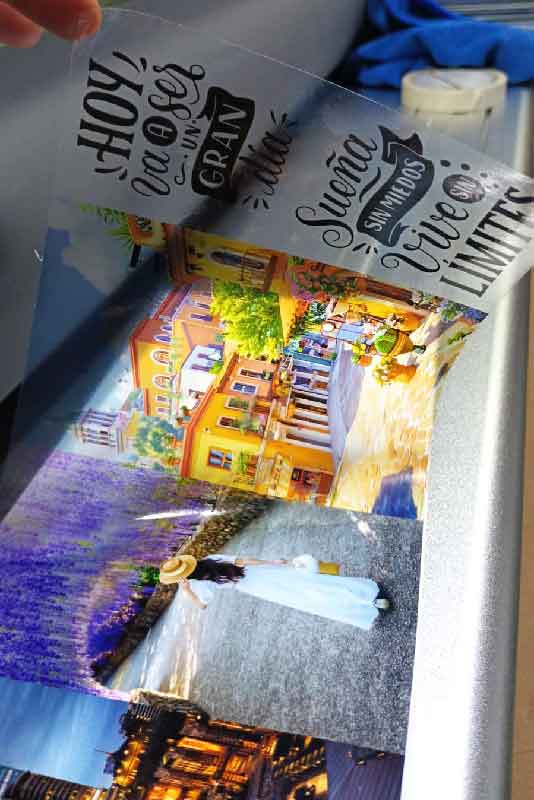 HOY
va a ser
UN
GRAN
día
Sueña
SIN MIEDOS
Vive SIN
LÍMITES